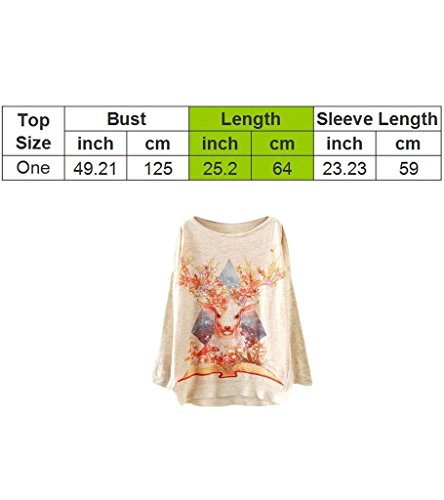 Top Size Bust Length Sleeve Length
inch cm inch cm inch cm
One 49.21 125 25.2 64 23.23 59